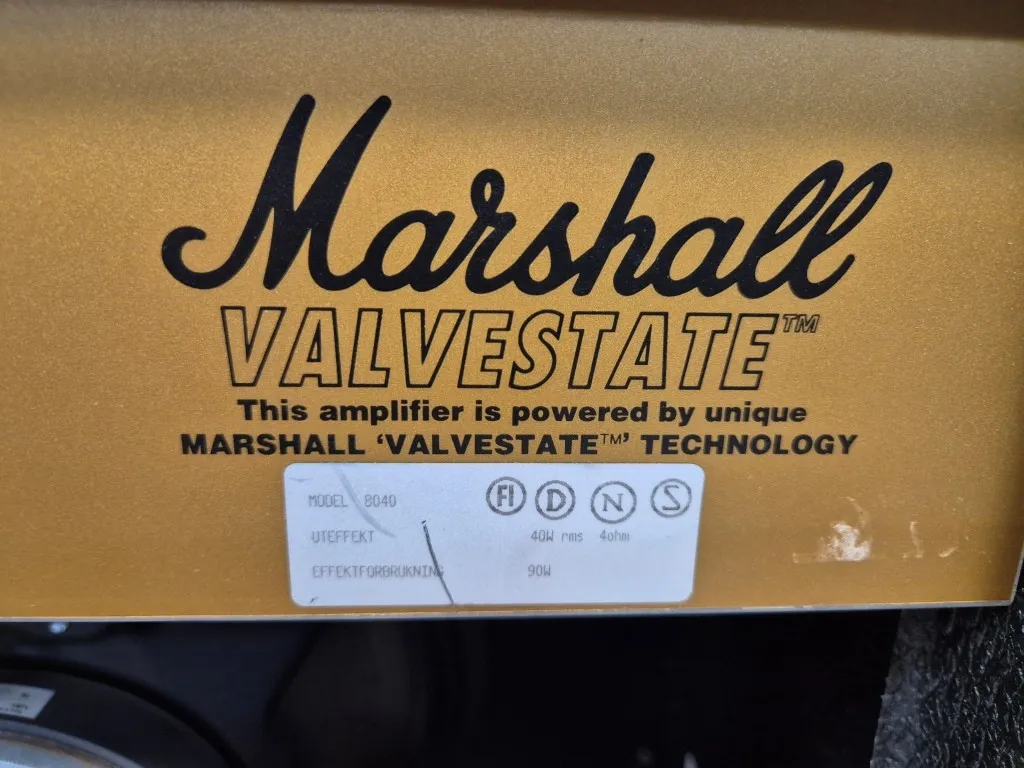 Marshall
VALVESTATE™
This amplifier is powered by unique
MARSHALL 'VALVESTATE™' TECHNOLOGY
MODEL 8040 FI D N S
UTEFFEKT 40W rms 4ohm
EFFEKTFORBRUKNING 90W